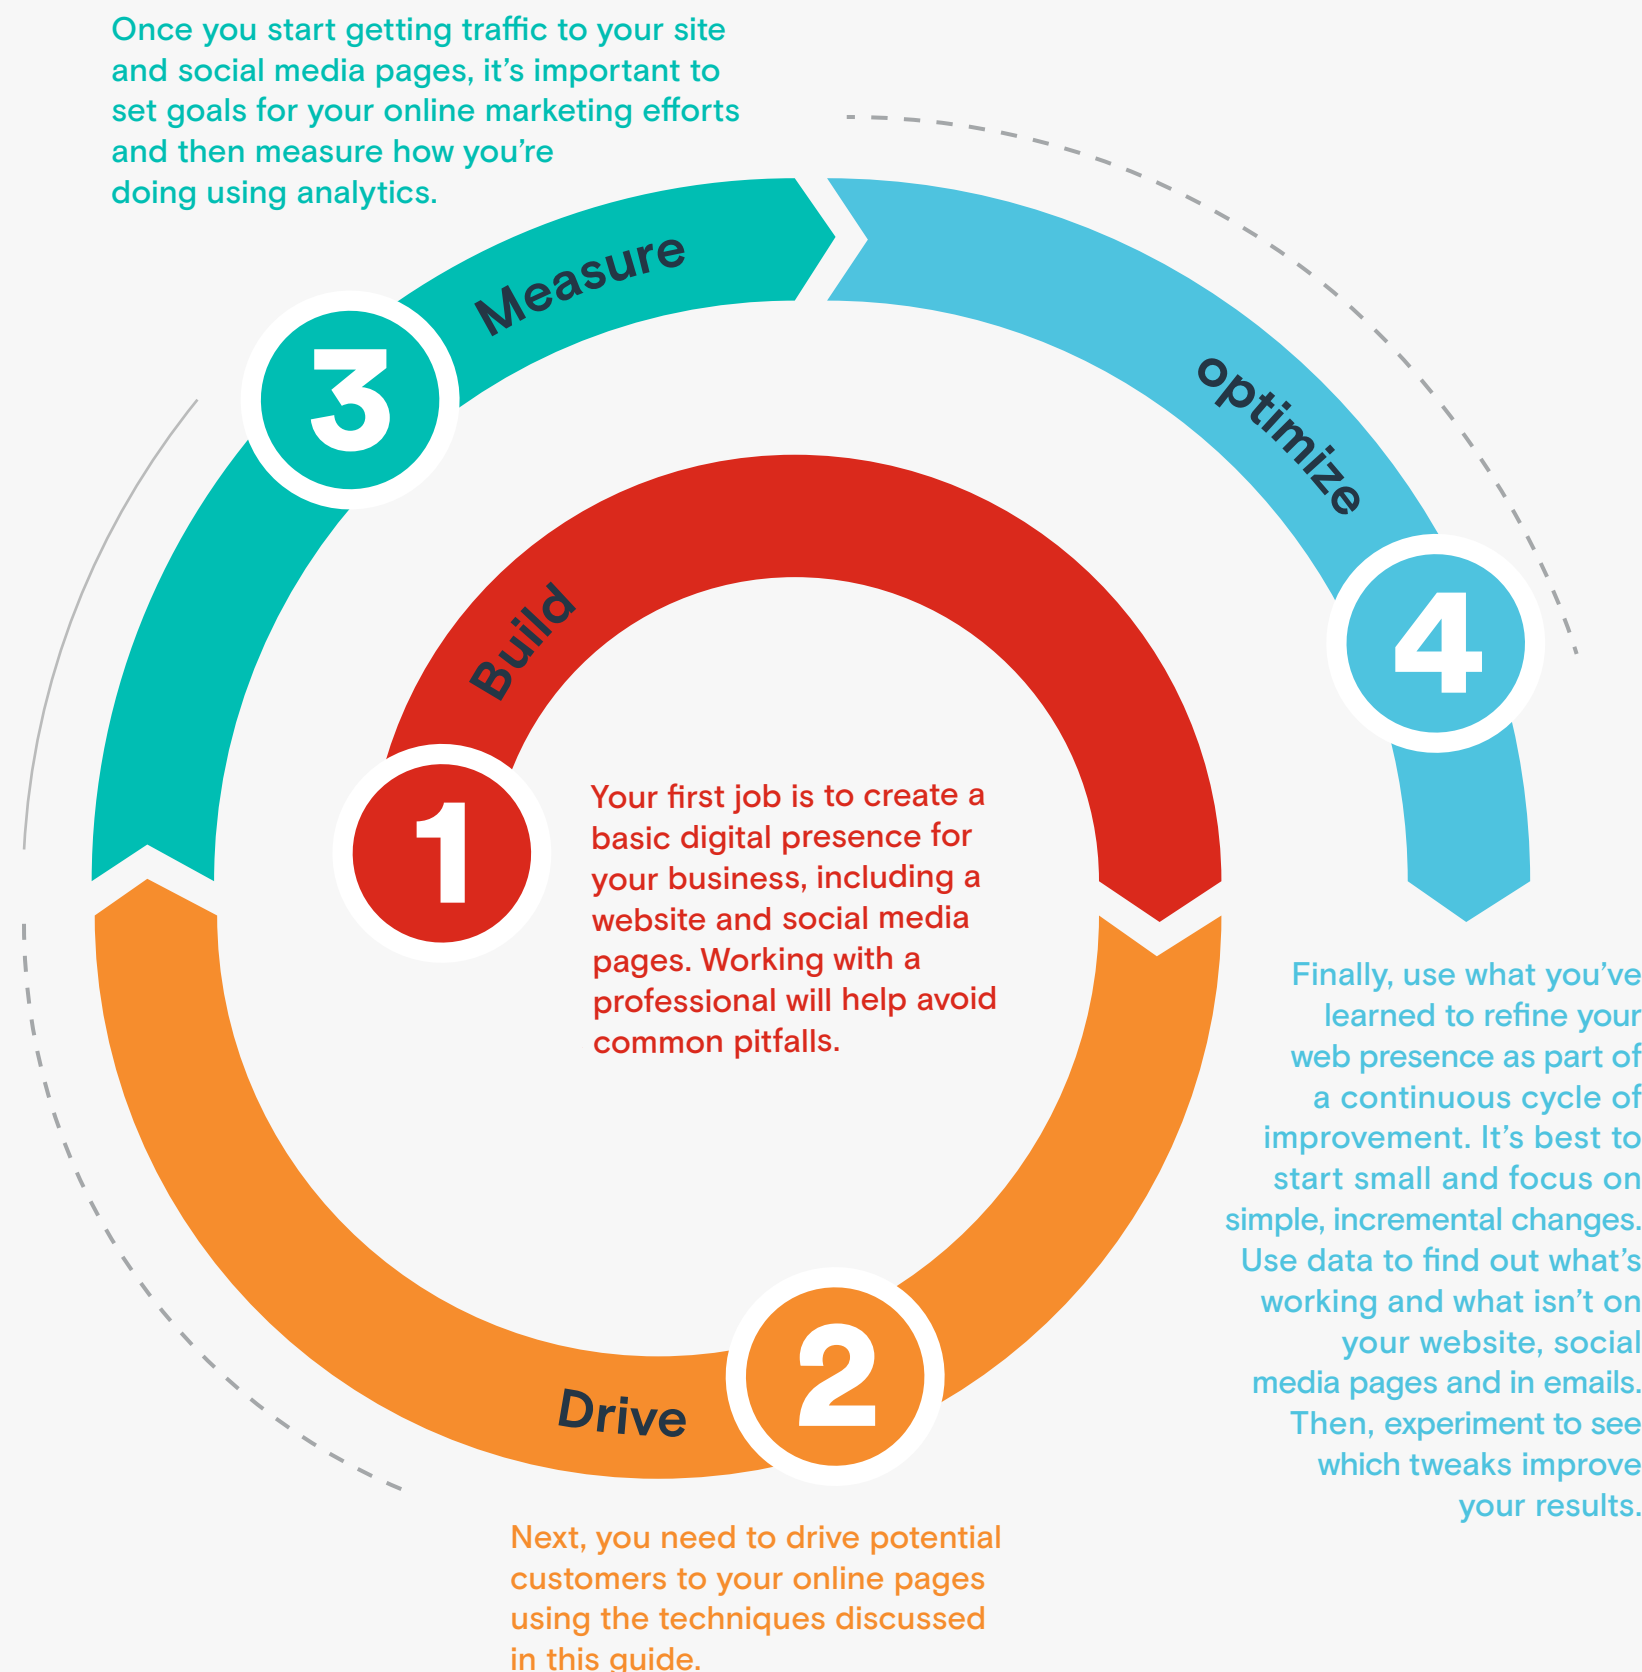 Once you start getting traffic to your site
and social media pages, it’s important to
set goals for your online marketing efforts
and then measure how you’re
doing using analytics.
Measure
3
optimize
4
Build
1
Your first job is to create a
basic digital presence for
your business, including a
website and social media
pages. Working with a
professional will help avoid
common pitfalls.
Finally, use what you’ve
learned to refine your
web presence as part of
a continuous cycle of
improvement. It’s best to
start small and focus on
simple, incremental changes.
Use data to find out what’s
working and what isn’t on
your website, social
media pages and in emails.
Then, experiment to see
which tweaks improve
your results.
2
Drive
Next, you need to drive potential
customers to your online pages
using the techniques discussed
in this guide.